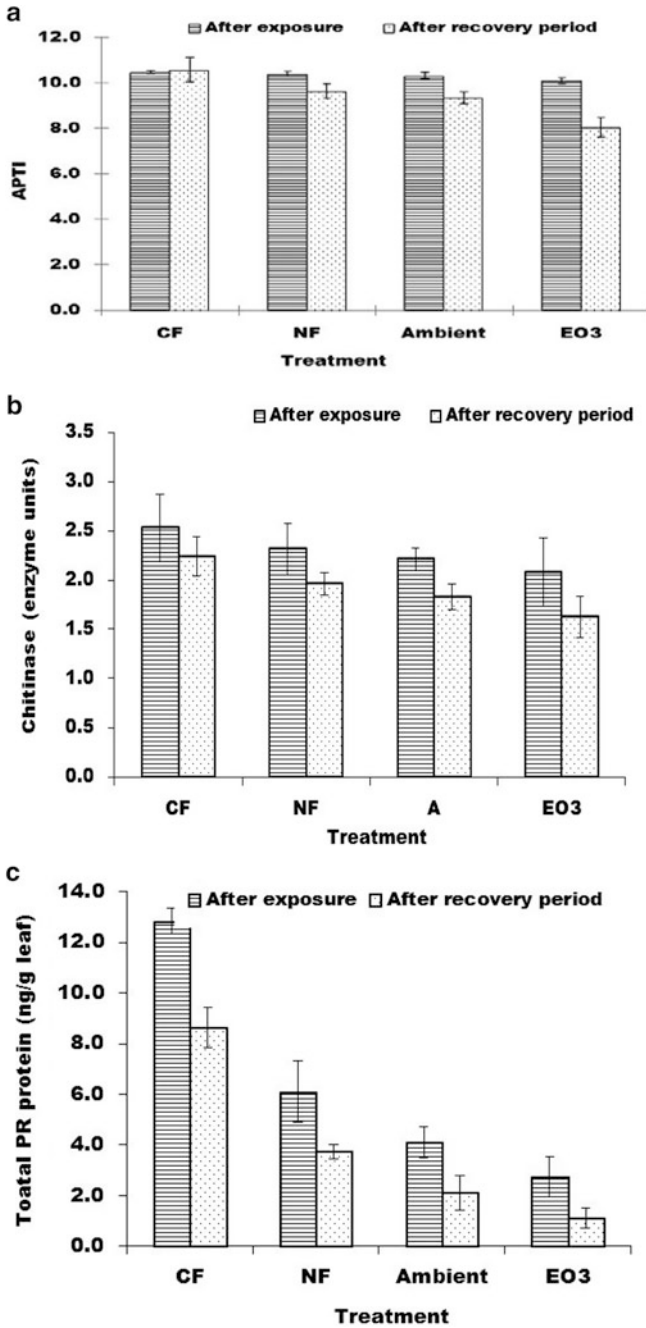 a
After exposure After recovery period
12.0
10.0
8.0
6.0
4.0
2.0
0.0
APTI
CF NF Ambient EO3
Treatment
b
After exposure After recovery period
3.5
3.0
2.5
2.0
1.5
1.0
0.5
0.0
Chitinase (enzyme units)
CF NF A EO3
Treatment
c
After exposure After recovery period
14.0
12.0
10.0
8.0
6.0
4.0
2.0
0.0
Toatal PR protein (ng/g leaf)
CF NF Ambient EO3
Treatment